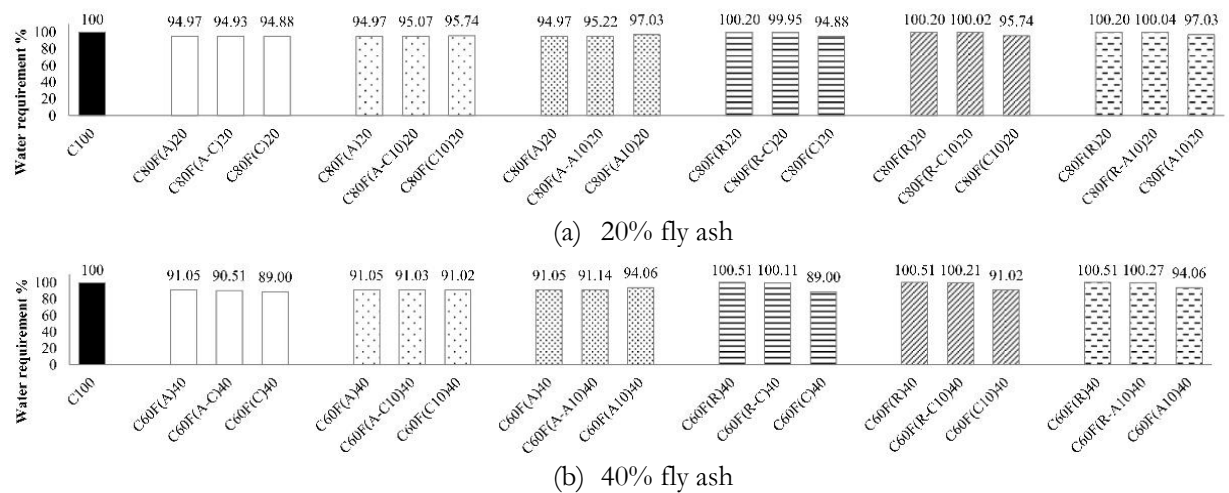 100 94.97 94.93 94.88 94.97 95.07 95.74 94.97 95.22 97.03 100.20 99.95 94.88 100.20 100.02 95.74 100.20 100.04 97.03
Water requirement %
100
80
60
40
20
0
C100 C80F(A)20 C80F(A-C)20 C80F(C)20 C80F(A)20 C80F(A-C10)20 C80F(C10)20 C80F(A)20 C80F(A-A10)20 C80F(A10)20 C80F(R)20 C80F(R-C)20 C80F(C)20 C80F(R)20 C80F(R-C10)20 C80F(C10)20 C80F(R)20 C80F(R-A10)20 C80F(A10)20
(a) 20% fly ash
100 91.05 90.51 89.00 91.05 91.03 91.02 91.05 91.14 94.06 100.51 100.11 89.00 100.51 100.21 91.02 100.51 100.27 94.06
Water requirement %
100
80
60
40
20
0
C100 C60F(A)40 C60F(A-C)40 C60F(C)40 C60F(A)40 C60F(A-C10)40 C60F(C10)40 C60F(A)40 C60F(A-A10)40 C60F(A10)40 C60F(R)40 C60F(R-C)40 C60F(C)40 C60F(R)40 C60F(R-C10)40 C60F(C10)40 C60F(R)40 C60F(R-A10)40 C60F(A10)40
(b) 40% fly ash